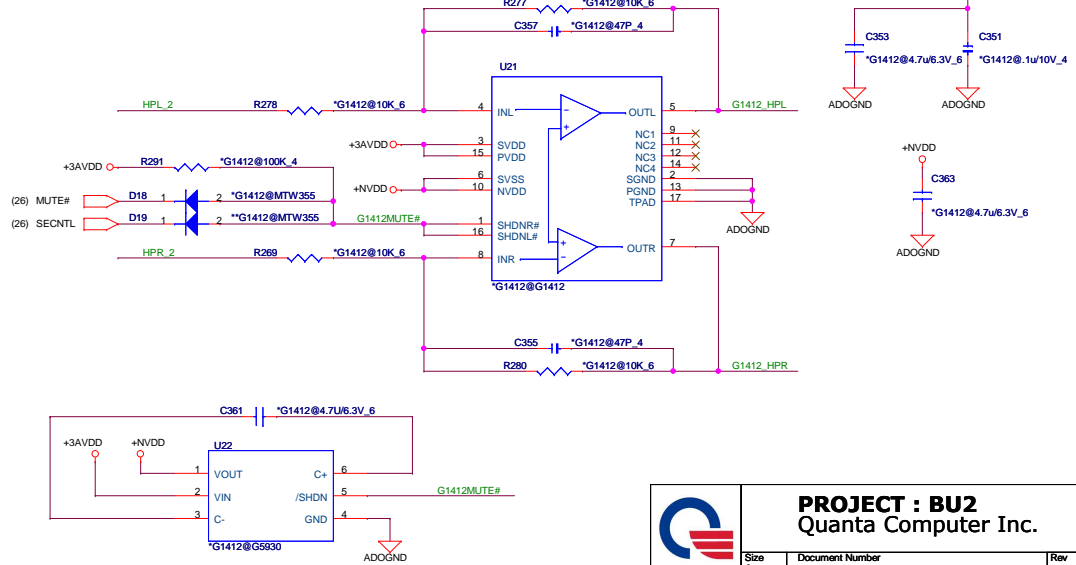 R277 *G1412@10K_6
C357 *G1412@47P_4
C353 C351
*G1412@4.7u/6.3V_6 *G1412@.1u/10V_4
ADOGND ADOGND
U21
HPL_2 R278 *G1412@10K_6 4 INL OUTL 5 G1412_HPL
NC1 9
NC2 11
NC3 12
NC4 14
+3AVDD 3 SVDD
15 PVDD
+3AVDD R291 *G1412@100K_4
6 SVSS SGND 2
+NVDD 10 NVDD PGND 13
TPAD 17
(26) MUTE# D18 1 2 *G1412@MTW355
(26) SECNTL D19 1 2 **G1412@MTW355
G1412MUTE# 1 SHDNR#
16 SHDNL#
ADOGND
+NVDD
C363
*G1412@4.7u/6.3V_6
ADOGND
HPR_2 R269 *G1412@10K_6 8 INR OUTR 7
*G1412@G1412
C355 *G1412@47P_4
R280 *G1412@10K_6 G1412_HPR
C361 *G1412@4.7U/6.3V_6
+3AVDD +NVDD
U22
1 VOUT C+ 6
2 VIN /SHDN 5 G1412MUTE#
3 C- GND 4
*G1412@G5930
ADOGND
PROJECT : BU2
Quanta Computer Inc.
Size Document Number Rev